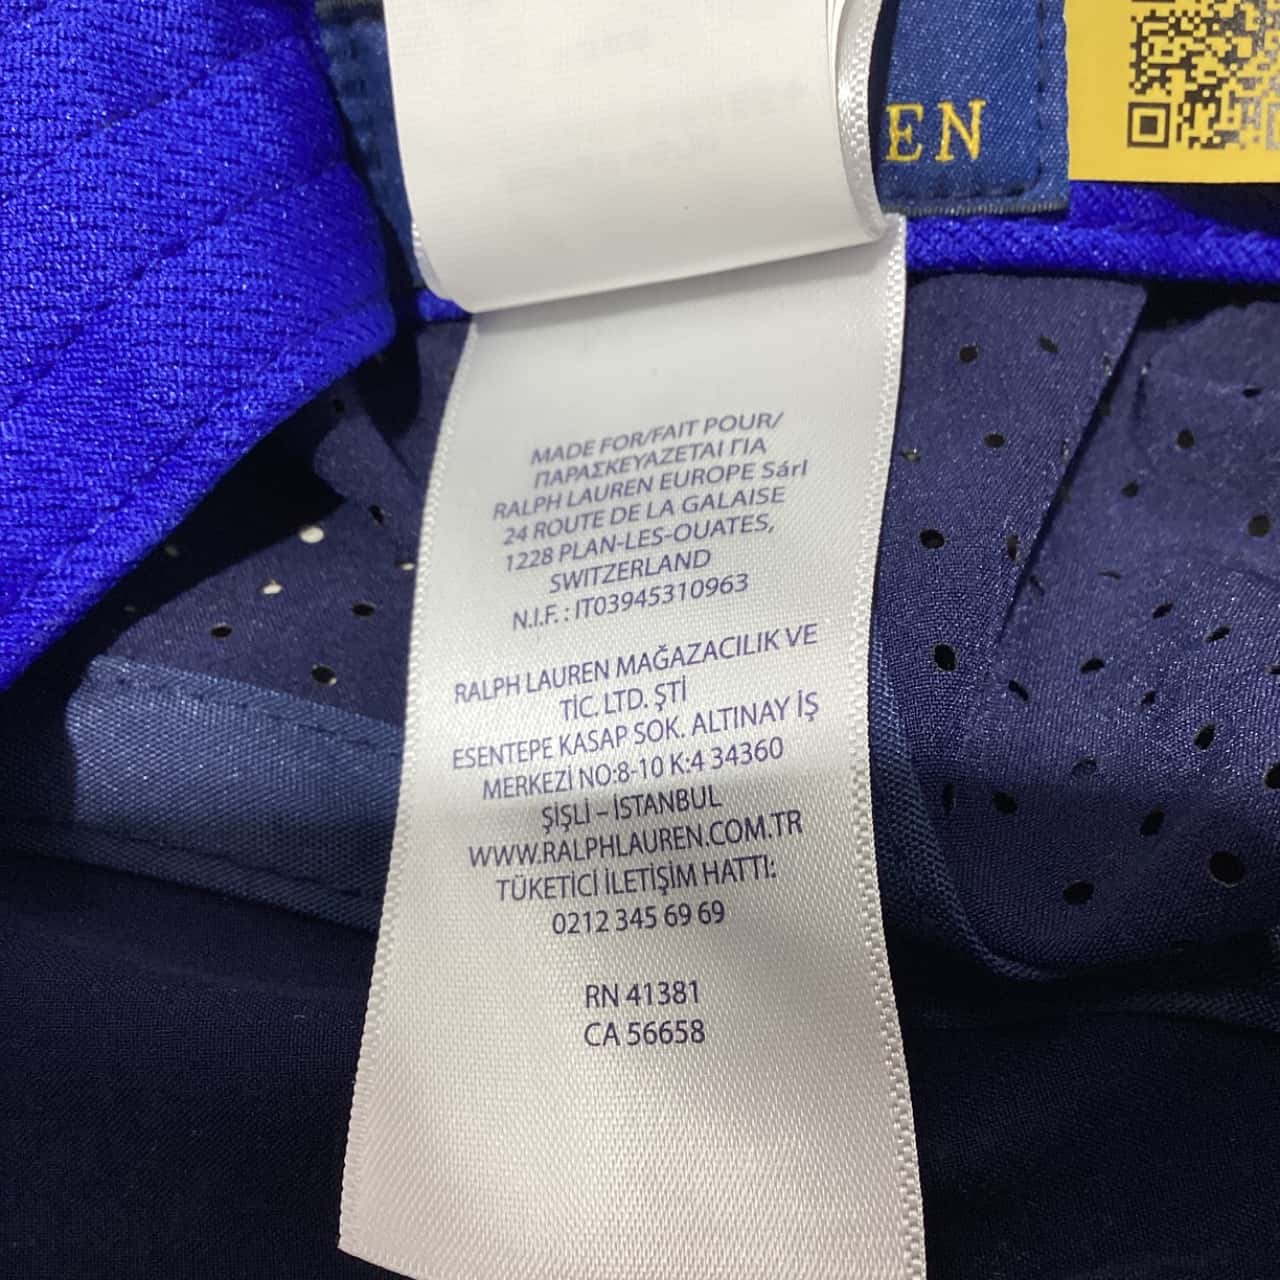 EN
MADE FOR/FAIT POUR/
ΠΑΡΑΣΚΕΥΑΖΕΤΑΙ ΓΙΑ
RALPH LAUREN EUROPE Sárl
24 ROUTE DE LA GALAISE
1228 PLAN-LES-OUATES,
SWITZERLAND
N.I.F. : IT03945310963
RALPH LAUREN MAĞAZACILIK VE
TİC. LTD. ŞTİ
ESENTEPE KASAP SOK. ALTINAY İŞ
MERKEZİ NO:8-10 K:4 34360
ŞİŞLİ – İSTANBUL
WWW.RALPHLAUREN.COM.TR
TÜKETİCİ İLETİŞİM HATTI:
0212 345 69 69
RN 41381
CA 56658